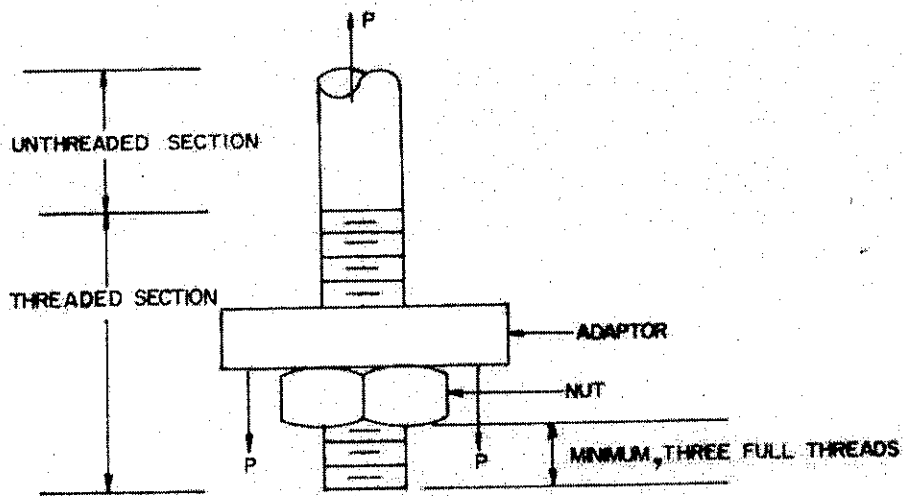 P
UNTHREADED SECTION
THREADED SECTION
ADAPTOR
NUT
P
P
MINIMUM, THREE FULL THREADS